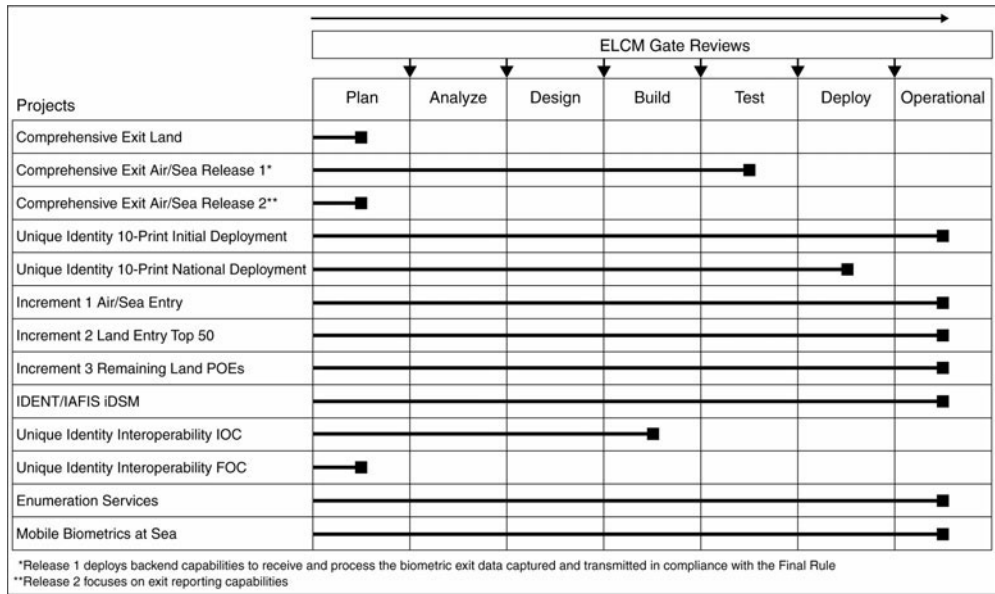 ELCM Gate Reviews
Projects Plan Analyze Design Build Test Deploy Operational
Comprehensive Exit Land
Comprehensive Exit Air/Sea Release 1*
Comprehensive Exit Air/Sea Release 2**
Unique Identity 10-Print Initial Deployment
Unique Identity 10-Print National Deployment
Increment 1 Air/Sea Entry
Increment 2 Land Entry Top 50
Increment 3 Remaining Land POEs
IDENT/IAFIS iDSM
Unique Identity Interoperability IOC
Unique Identity Interoperability FOC
Enumeration Services
Mobile Biometrics at Sea
*Release 1 deploys backend capabilities to receive and process the biometric exit data captured and transmitted in compliance with the Final Rule
**Release 2 focuses on exit reporting capabilities